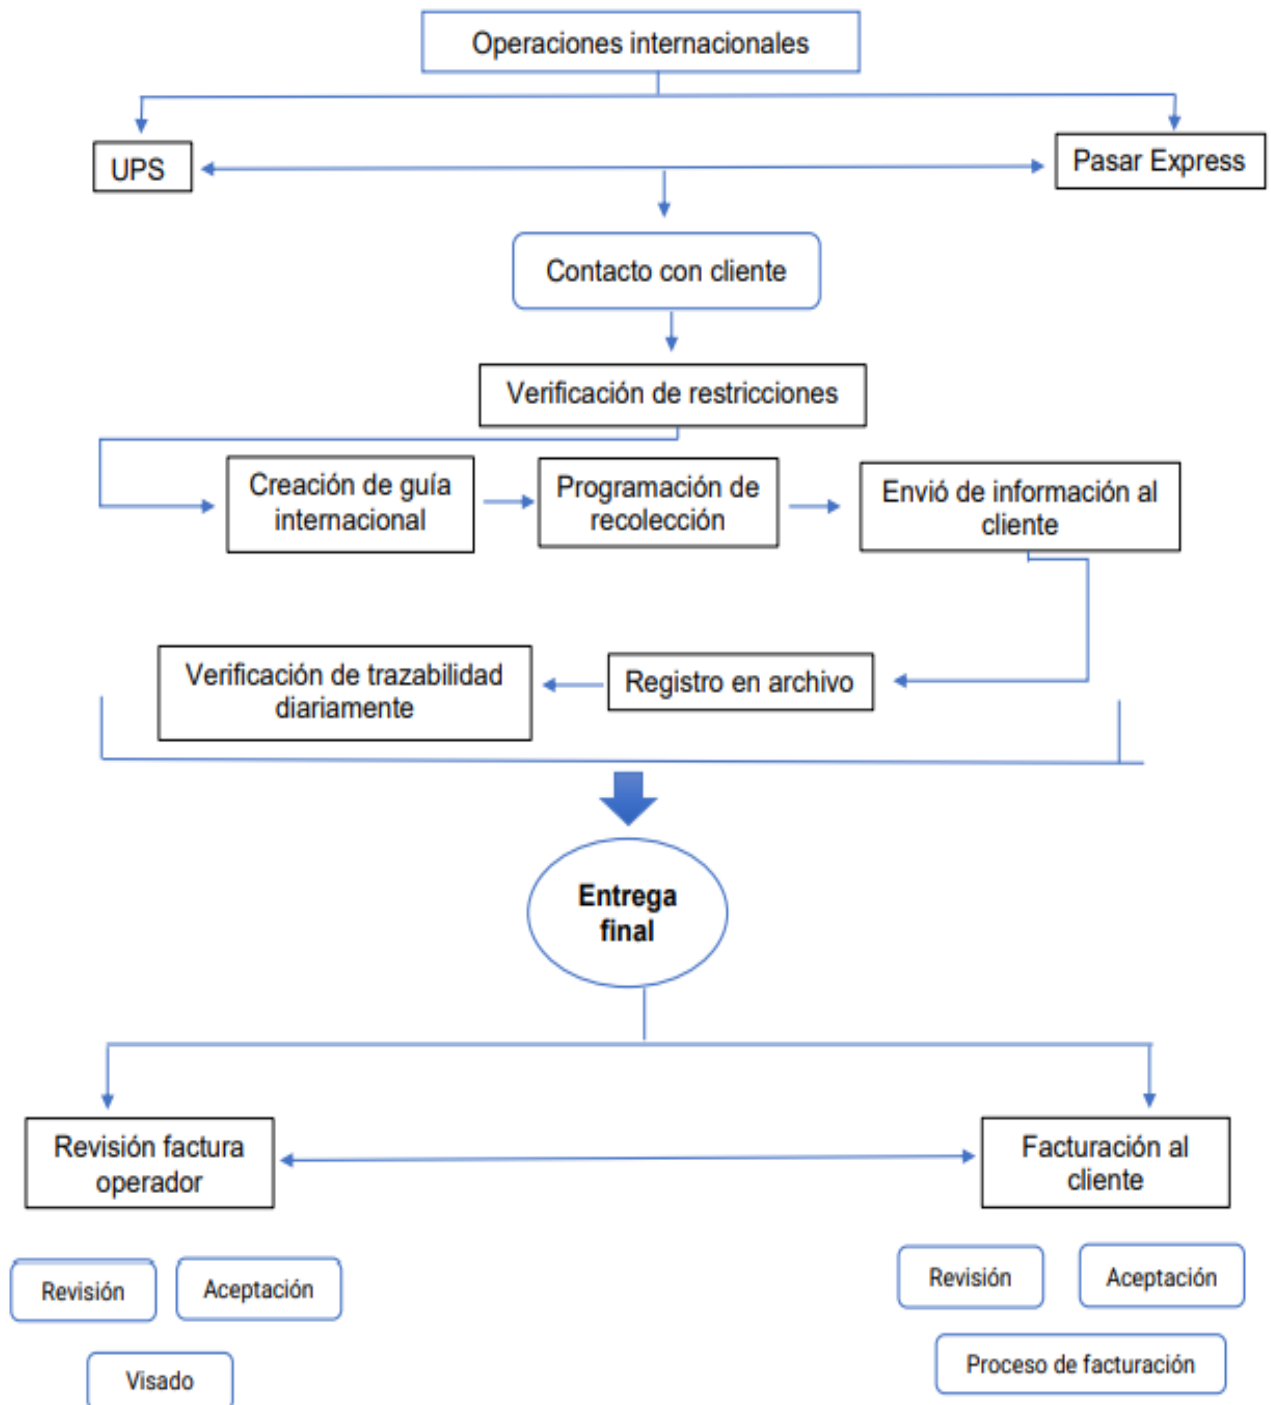 Operaciones internacionales
UPS
Pasar Express
Contacto con cliente
Verificación de restricciones
Creación de guía
internacional
Programación de
recolección
Envió de información al
cliente
Verificación de trazabilidad
diariamente
Registro en archivo
Entrega
final
Revisión factura
operador
Facturación al
cliente
Revisión
Aceptación
Visado
Revisión
Aceptación
Proceso de facturación